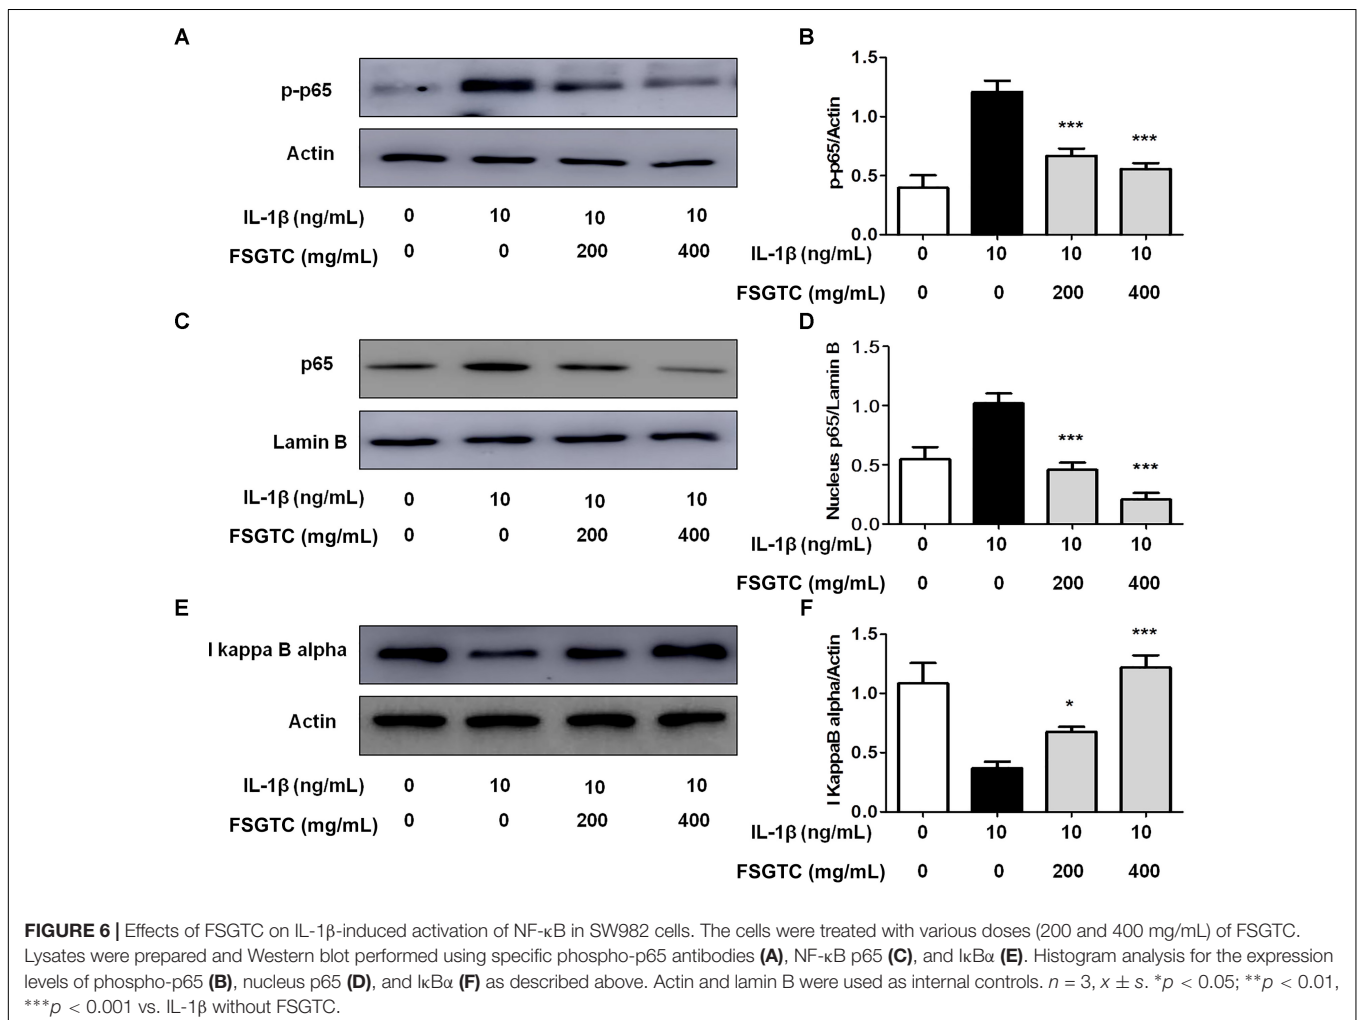 A
p-p65
Actin
IL-1β (ng/mL) 0 10 10 10
FSGTC (mg/mL) 0 0 200 400
B
p-p65/Actin
1.5
1.0
0.5
0.0
*** ***
IL-1β (ng/mL) 0 10 10 10
FSGTC (mg/mL) 0 0 200 400
C
p65
Lamin B
IL-1β (ng/mL) 0 10 10 10
FSGTC (mg/mL) 0 0 200 400
D
Nucleus p65/Lamin B
1.5
1.0
0.5
0.0
*** ***
IL-1β (ng/mL) 0 10 10 10
FSGTC (mg/mL) 0 0 200 400
E
I kappa B alpha
Actin
IL-1β (ng/mL) 0 10 10 10
FSGTC (mg/mL) 0 0 200 400
F
I KappaB alpha/Actin
1.5
1.0
0.5
0.0
* ***
IL-1β (ng/mL) 0 10 10 10
FSGTC (mg/mL) 0 0 200 400
FIGURE 6 | Effects of FSGTC on IL-1β-induced activation of NF-κB in SW982 cells. The cells were treated with various doses (200 and 400 mg/mL) of FSGTC.
Lysates were prepared and Western blot performed using specific phospho-p65 antibodies (A), NF-κB p65 (C), and IκBα (E). Histogram analysis for the expression
levels of phospho-p65 (B), nucleus p65 (D), and IκBα (F) as described above. Actin and lamin B were used as internal controls. n = 3, x ± s. *p < 0.05; **p < 0.01,
***p < 0.001 vs. IL-1β without FSGTC.